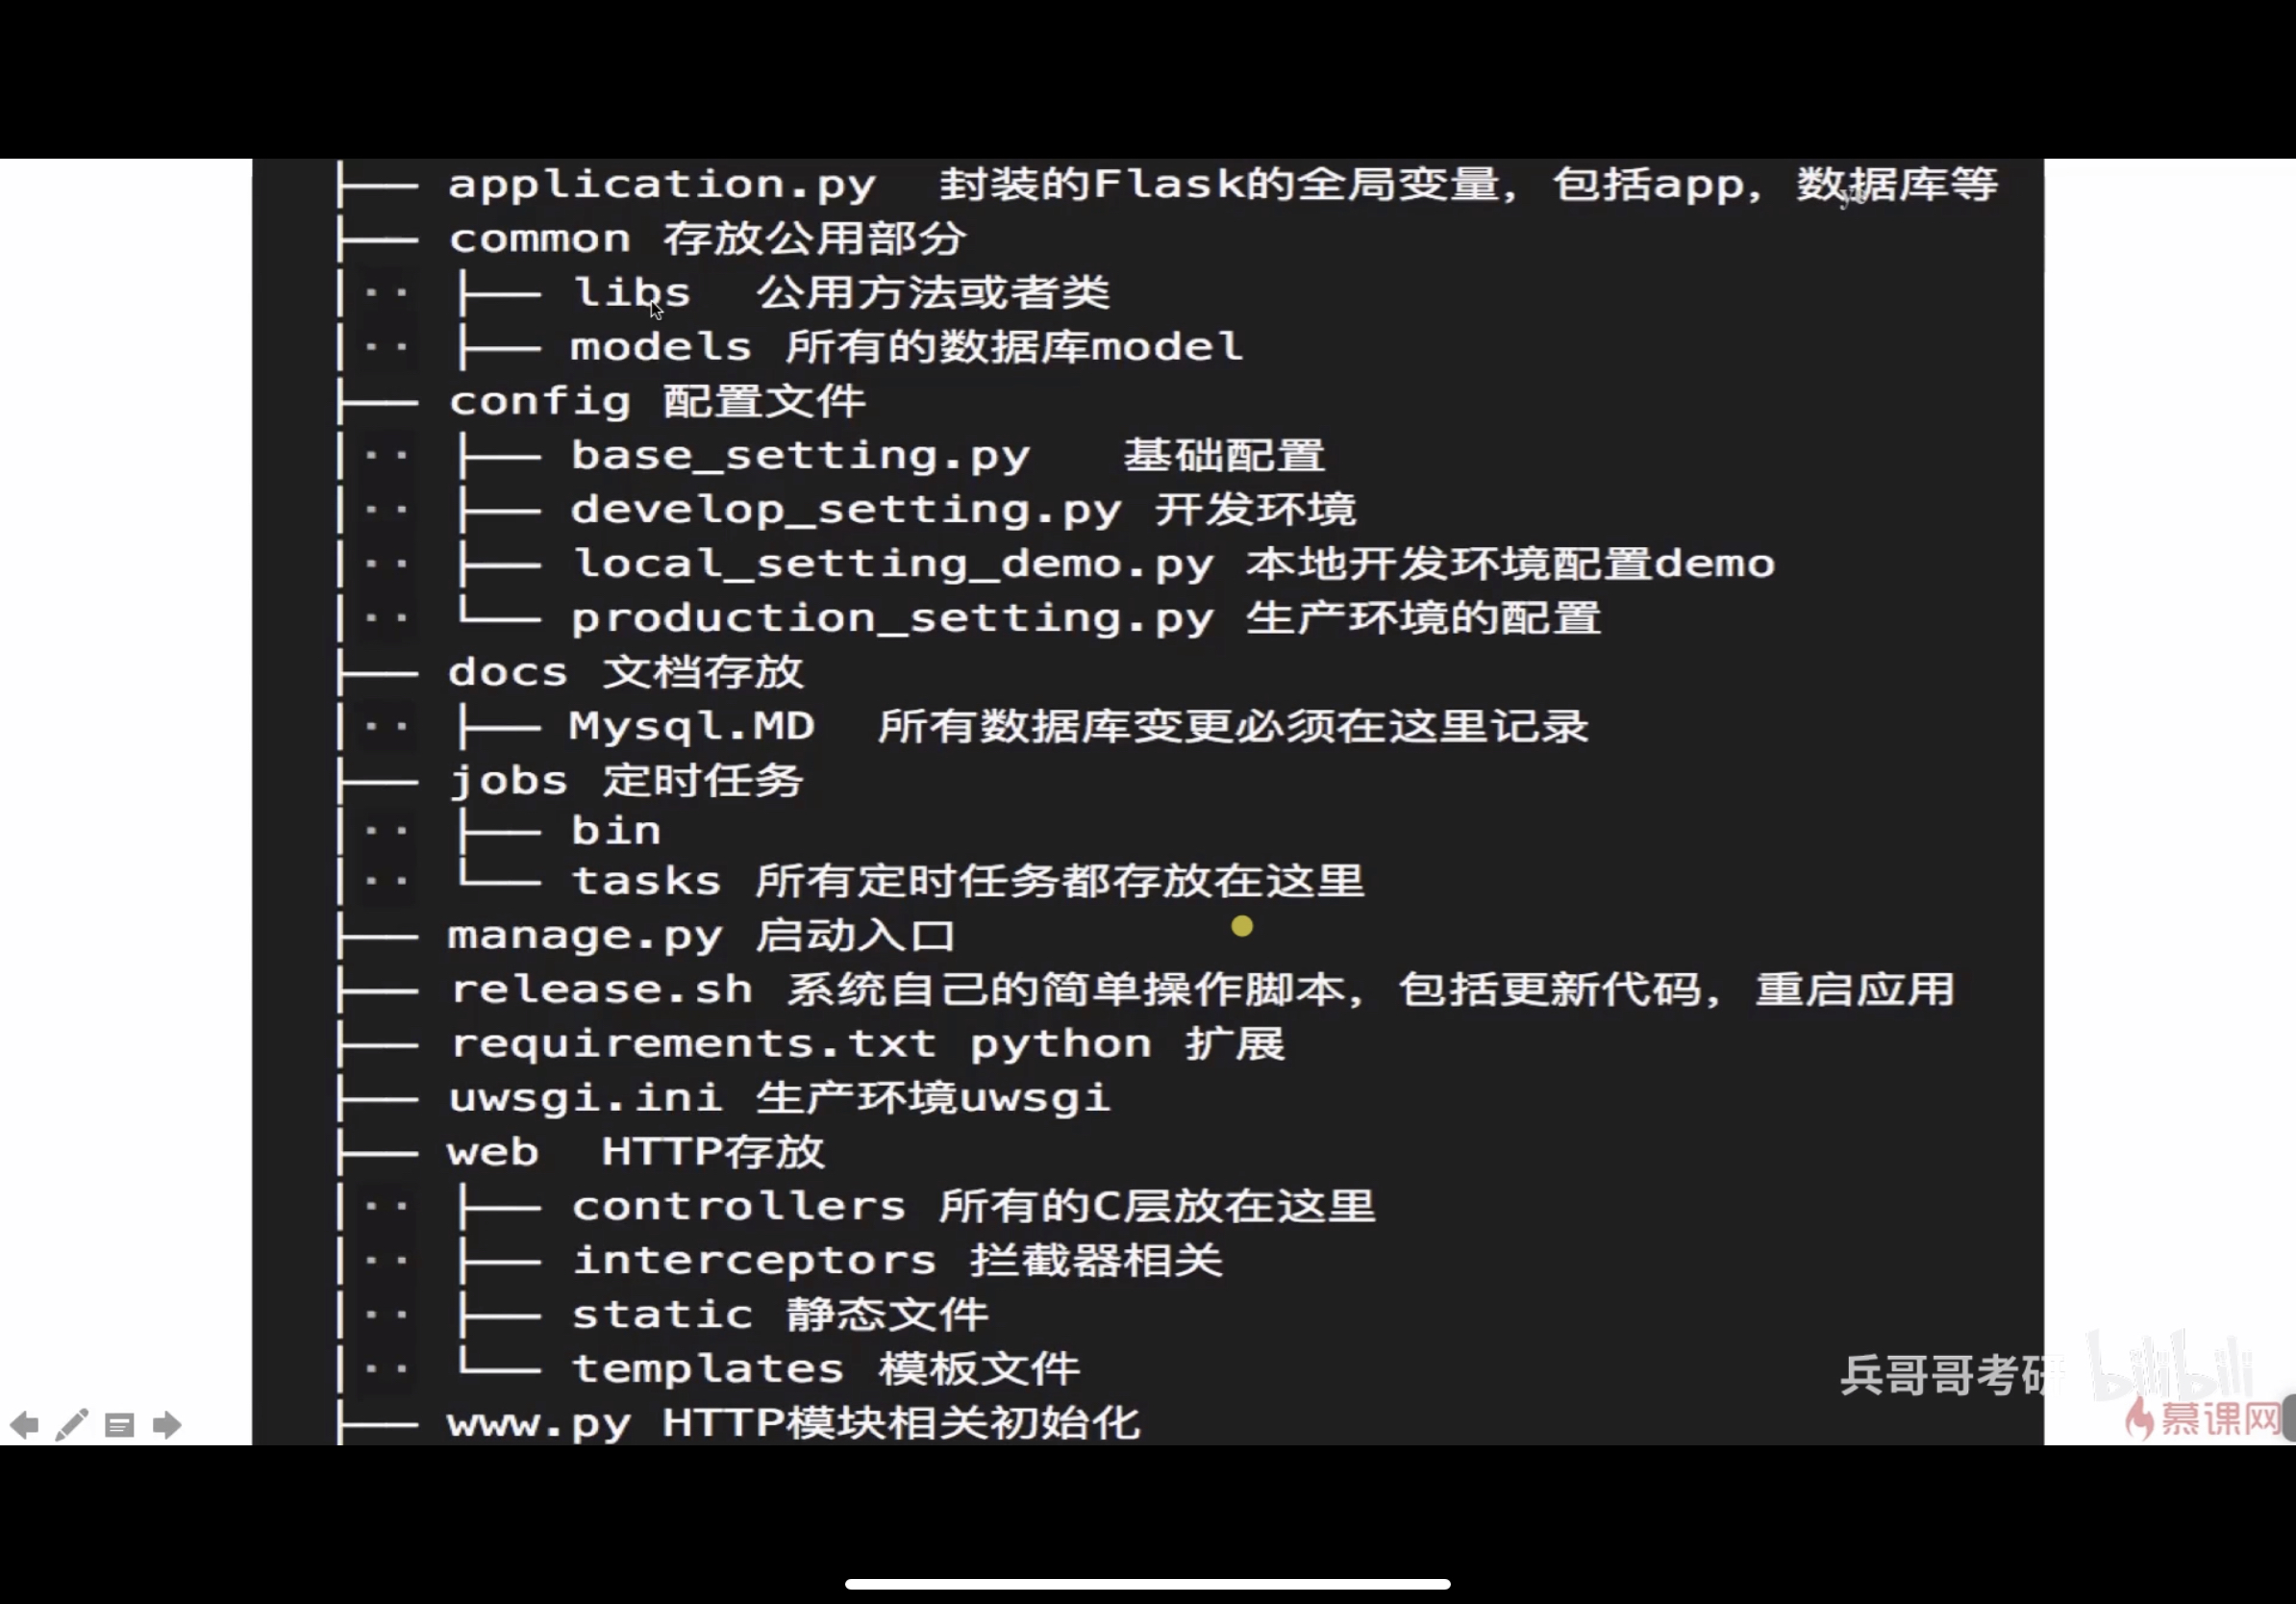 ├── application.py  封装的Flask的全局变量，包括app，数据库等
├── common 存放公用部分
│·· ├── libs  公用方法或者类
│·· ├── models 所有的数据库model
├── config 配置文件
│·· ├── base_setting.py   基础配置
│·· ├── develop_setting.py 开发环境
│·· ├── local_setting_demo.py 本地开发环境配置demo
│·· └── production_setting.py 生产环境的配置
├── docs 文档存放
│·· ├── Mysql.MD  所有数据库变更必须在这里记录
├── jobs 定时任务
│·· ├── bin
│·· └── tasks 所有定时任务都存放在这里
├── manage.py 启动入口
├── release.sh 系统自己的简单操作脚本，包括更新代码，重启应用
├── requirements.txt python 扩展
├── uwsgi.ini 生产环境uwsgi
├── web  HTTP存放
│·· ├── controllers 所有的C层放在这里
│·· ├── interceptors 拦截器相关
│·· ├── static 静态文件
│·· └── templates 模板文件
├── www.py HTTP模块相关初始化
兵哥哥考研 bilibili
慕课网